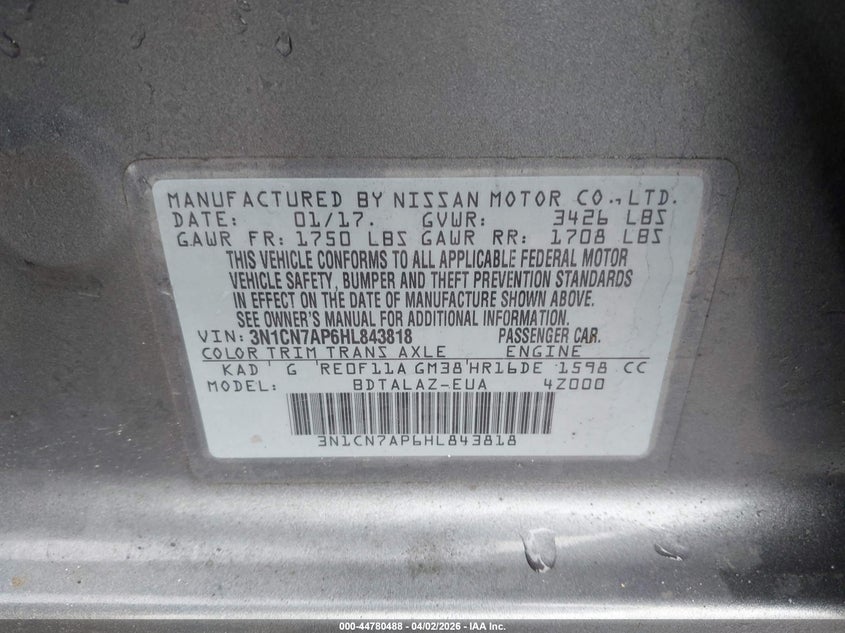 MANUFACTURED BY NISSAN MOTOR CO., LTD.
DATE: 01/17. GVWR: 3426 LBS
GAWR FR: 1750 LBS GAWR RR: 1708 LBS
THIS VEHICLE CONFORMS TO ALL APPLICABLE FEDERAL MOTOR
VEHICLE SAFETY, BUMPER AND THEFT PREVENTION STANDARDS
IN EFFECT ON THE DATE OF MANUFACTURE SHOWN ABOVE.
SEE OWNER'S MANUAL FOR ADDITIONAL INFORMATION.
VIN: 3N1CN7AP6HL843818 PASSENGER CAR.
COLOR TRIM TRANS AXLE ENGINE
KAD G RE0F11A GM38 HR16DE 1598 CC
MODEL: BDTALAZ-EUA 4Z000
3N1CN7AP6HL843818
000-44780488 04/02/2026 - IAA Inc.